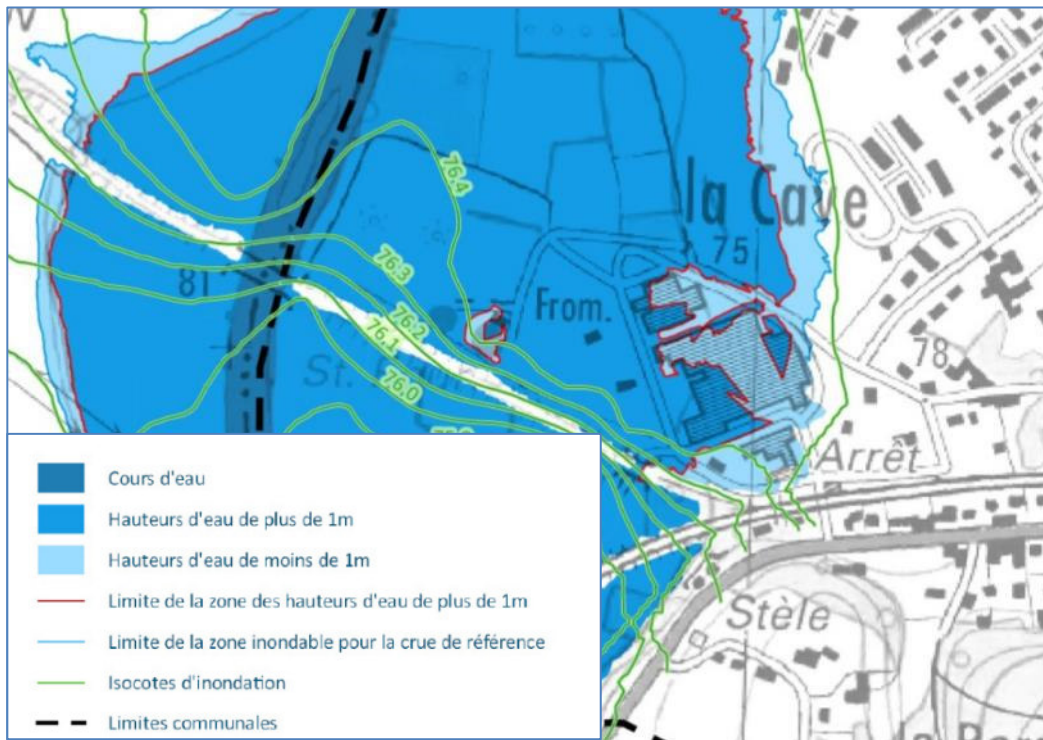 76.4
la Cave
75
76.3
81
From.
76.2
76.1
St.
76.0
78
Arrêt
Stèle
Cours d'eau
Hauteurs d'eau de plus de 1m
Hauteurs d'eau de moins de 1m
Limite de la zone des hauteurs d'eau de plus de 1m
Limite de la zone inondable pour la crue de référence
Isocotes d'inondation
Limites communales